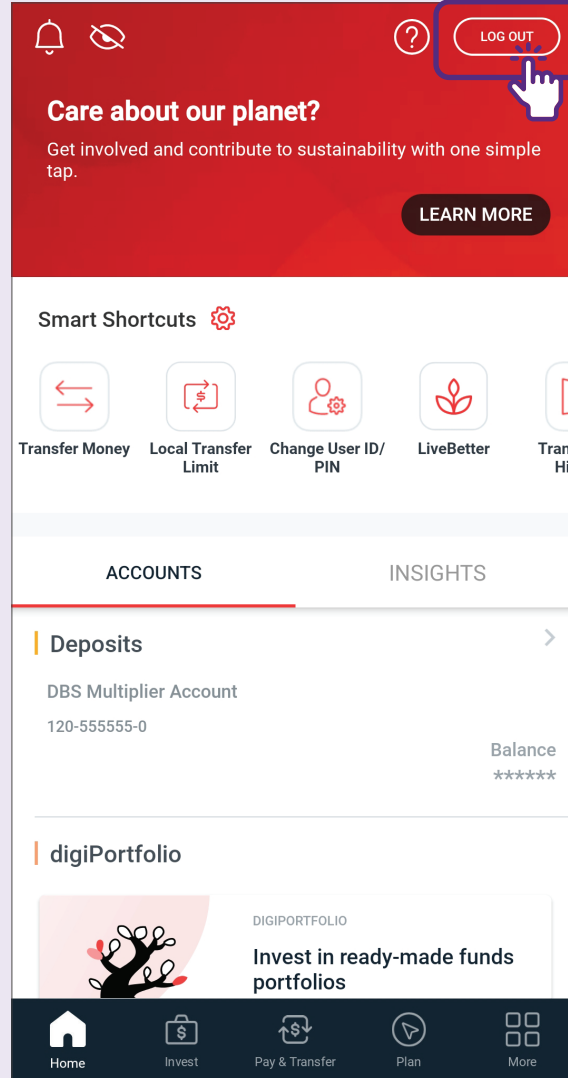 LOG OUT
Care about our planet?
Get involved and contribute to sustainability with one simple
tap.
LEARN MORE
Smart Shortcuts
Transfer Money
Local Transfer
Limit
Change User ID/
PIN
LiveBetter
ACCOUNTS
INSIGHTS
Deposits
DBS Multiplier Account
120-555555-0
Balance
******
digiPortfolio
DIGIPORTFOLIO
Invest in ready-made funds
portfolios
Home
Invest
Pay & Transfer
Plan
More